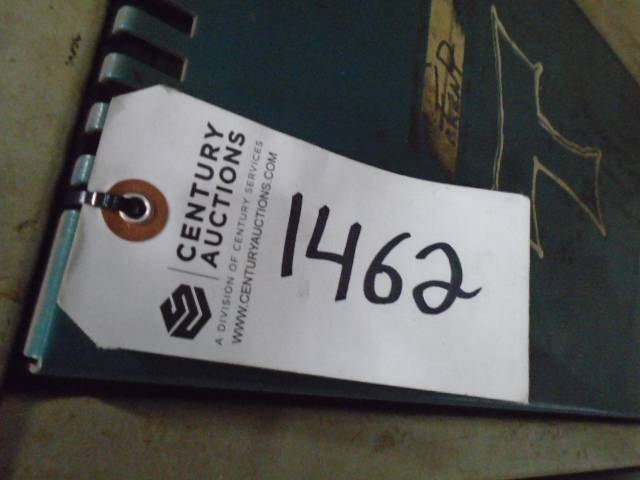 CENTURY
AUCTIONS
A DIVISION OF CENTURY SERVICES
WWW.CENTURYAUCTIONS.COM
1462